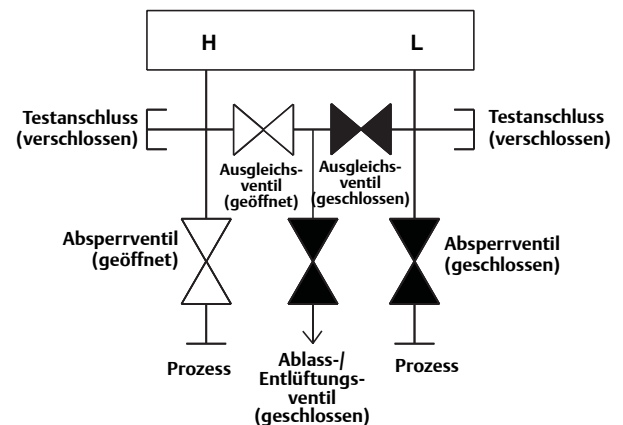 H
L
Testanschluss
(verschlossen)
Testanschluss
(verschlossen)
Ausgleichs-
ventil
(geöffnet)
Ausgleichs-
ventil
(geschlossen)
Absperrventil
(geöffnet)
Absperrventil
(geschlossen)
Prozess
Ablass-/
Entlüftungs-
ventil
(geschlossen)
Prozess